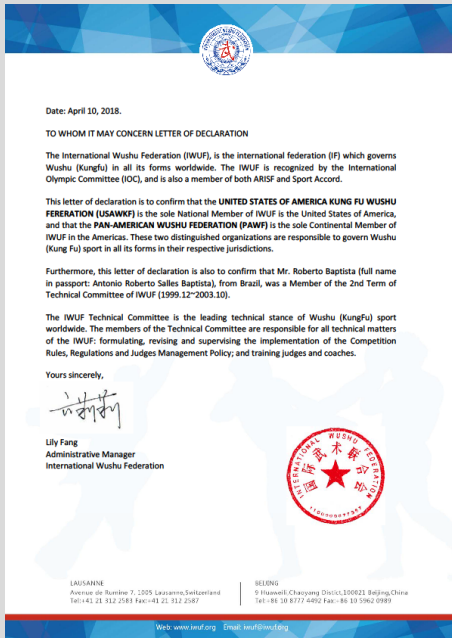 Date: April 10, 2018.
TO WHOM IT MAY CONCERN LETTER OF DECLARATION
The International Wushu Federation (IWUF), is the international federation (IF) which governs
Wushu (Kungfu) in all its forms worldwide. The IWUF is recognized by the International
Olympic Committee (IOC), and is also a member of both ARISF and Sport Accord.
This letter of declaration is to confirm that the UNITED STATES OF AMERICA KUNG FU WUSHU
FERERATION (USAWKF) is the sole National Member of IWUF is the United States of America,
and that the PAN-AMERICAN WUSHU FEDERATION (PAWF) is the sole Continental Member of
IWUF in the Americas. These two distinguished organizations are responsible to govern Wushu
(Kung Fu) sport in all its forms in their respective jurisdictions.
Furthermore, this letter of declaration is also to confirm that Mr. Roberto Baptista (full name
in passport: Antonio Roberto Salles Baptista), from Brazil, was a Member of the 2nd Term of
Technical Committee of IWUF (1999.12~2003.10).
The IWUF Technical Committee is the leading technical stance of Wushu (KungFu) sport
worldwide. The members of the Technical Committee are responsible for all technical matters
of the IWUF: formulating, revising and supervising the implementation of the Competition
Rules, Regulations and Judges Management Policy; and training judges and coaches.
Yours sincerely,
Lily Fang
Administrative Manager
International Wushu Federation
INTERNATIONAL WUSHU FEDERATION
国际武术联合会
LAUSANNE
Avenue de Rumine 7, 1005 Lausanne,Switzerland
Tel:+41 21 312 2583 Fax:+41 21 312 2587
BEIJING
9 Huaweili,Chaoyang Distict,100021 Beijing,China
Tel:+86 10 8777 4492 Fax:+86 10 5962 0989
Web: www.iwuf.org Email: iwuf@iwuf.org